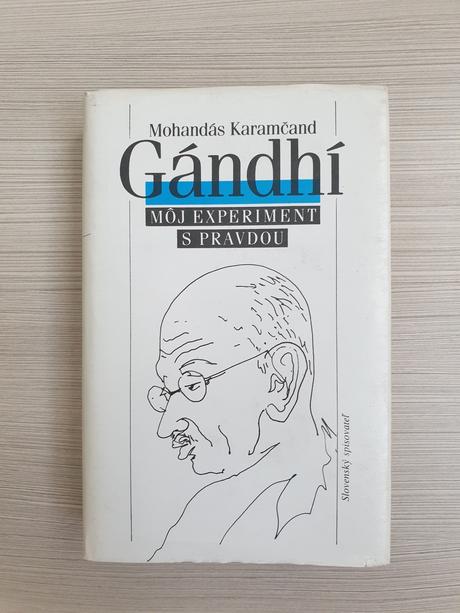 Mohandás Karamčand
Gándhí
MÔJ EXPERIMENT
S PRAVDOU
Slovenský spisovateľ